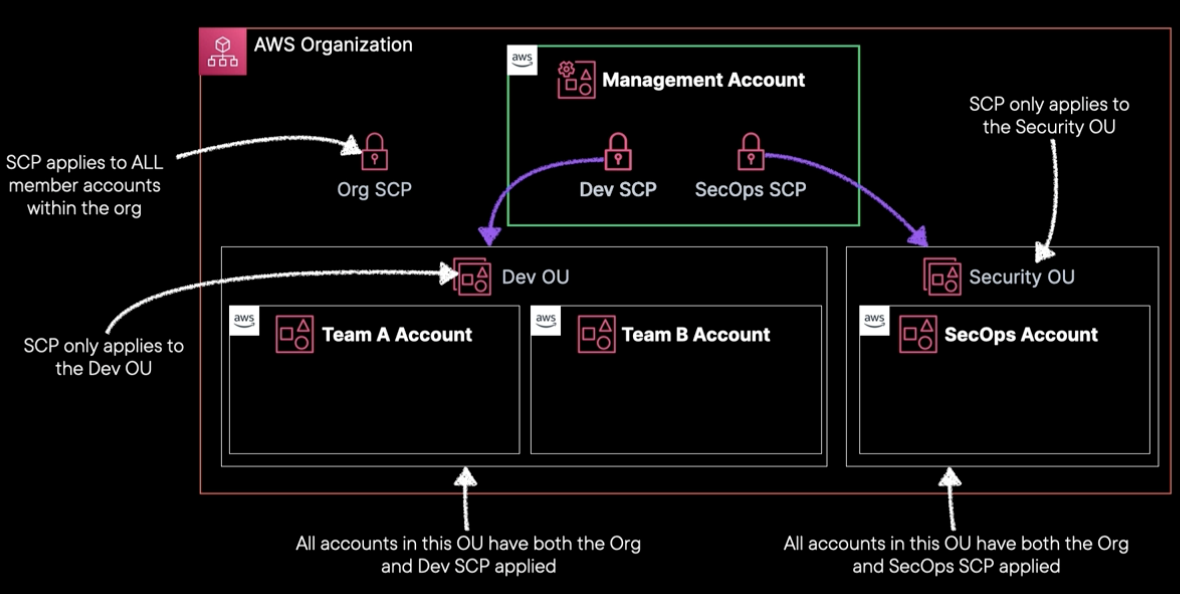 AWS Organization
aws
Management Account
SCP only applies to
the Security OU
SCP applies to ALL
member accounts
within the org
Org SCP
Dev SCP
SecOps SCP
Dev OU
Security OU
aws
Team A Account
aws
Team B Account
aws
SecOps Account
SCP only applies to
the Dev OU
All accounts in this OU have both the Org
and Dev SCP applied
All accounts in this OU have both the Org
and SecOps SCP applied